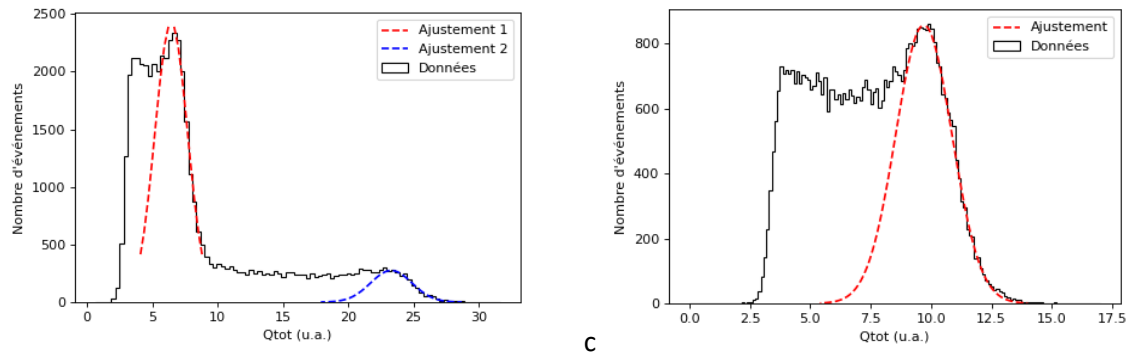 2500
2000
1500
1000
500
0
Nombre d'événements
Ajustement 1
Ajustement 2
Données
0 5 10 15 20 25 30
Qtot (u.a.)
c
800
600
400
200
0
Nombre d'événements
Ajustement
Données
0.0 2.5 5.0 7.5 10.0 12.5 15.0 17.5
Qtot (u.a.)